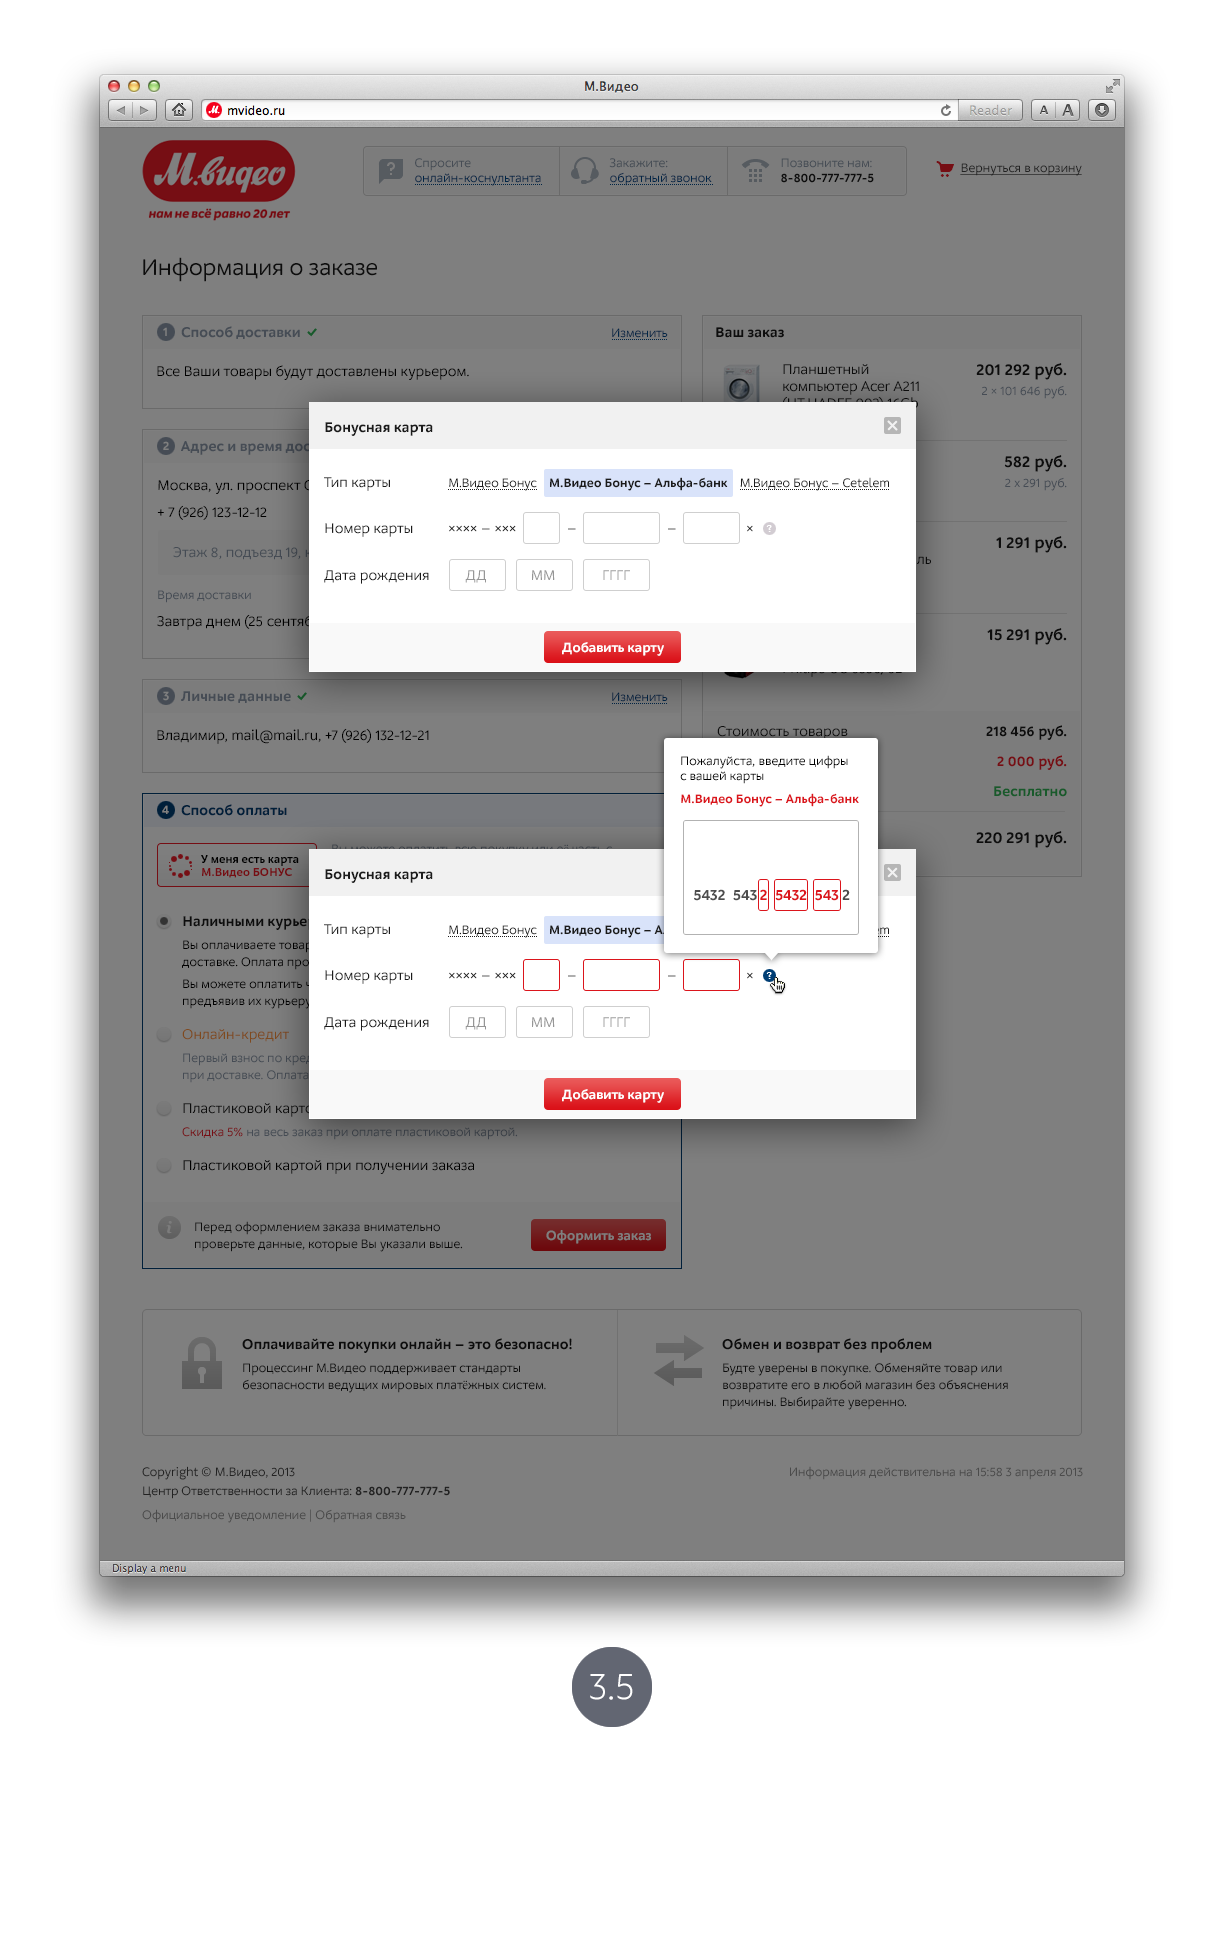 М.Видео
mvideo.ru
Reader
A A
М.видео
нам не всё равно 20 лет
Спросите
онлайн-коснультанта
Закажите:
обратный звонок
Позвоните нам:
8-800-777-777-5
Вернуться в корзину
Информация о заказе
1 Способ доставки
Изменить
Все Ваши товары будут доставлены курьером.
2 Адрес и время дос
Москва, ул. проспект
+ 7 (926) 123-12-12
Этаж 8, подъезд 19,
Время доставки
Завтра днем (25 сентяб
Ваш заказ
Планшетный
компьютер Acer A211
201 292 руб.
2 × 101 646 руб.
582 руб.
2 x 291 руб.
1 291 руб.
ль
15 291 руб.
Бонусная карта
Тип карты
М.Видео Бонус
М.Видео Бонус – Альфа-банк
М.Видео Бонус – Cetelem
Номер карты
×××× – ××× – – × ?
Дата рождения
ДД
ММ
ГГГГ
Добавить карту
3 Личные данные
Изменить
Владимир, mail@mail.ru, +7 (926) 132-12-21
Стоимость товаров
218 456 руб.
2 000 руб.
Бесплатно
220 291 руб.
4 Способ оплаты
У меня есть карта
М.Видео БОНУС
Пожалуйста, введите цифры
с вашей карты
М.Видео Бонус – Альфа-банк
5432 5432 5432 5432
Бонусная карта
Тип карты
М.Видео Бонус
М.Видео Бонус – А
em
Номер карты
×××× – ××× – – × ?
Дата рождения
ДД
ММ
ГГГГ
Добавить карту
Наличными курье
Вы оплачиваете товар
доставке. Оплата про
Вы можете оплатить ч
предъявив их курьеру
Онлайн-кредит
Первый взнос по кред
при доставке. Оплата
Пластиковой карто
Скидка 5% на весь заказ при оплате пластиковой картой.
Пластиковой картой при получении заказа
Перед оформлением заказа внимательно
проверьте данные, которые Вы указали выше.
Оформить заказ
Оплачивайте покупки онлайн – это безопасно!
Процессинг М.Видео поддерживает стандарты
безопасности ведущих мировых платёжных систем.
Обмен и возврат без проблем
Будте уверены в покупке. Обменяйте товар или
возвратите его в любой магазин без объяснения
причины. Выбирайте уверенно.
Copyright © М.Видео, 2013
Центр Ответственности за Клиента: 8-800-777-777-5
Официальное уведомление | Обратная связь
Информация действительна на 15:58 3 апреля 2013
Display a menu
3.5